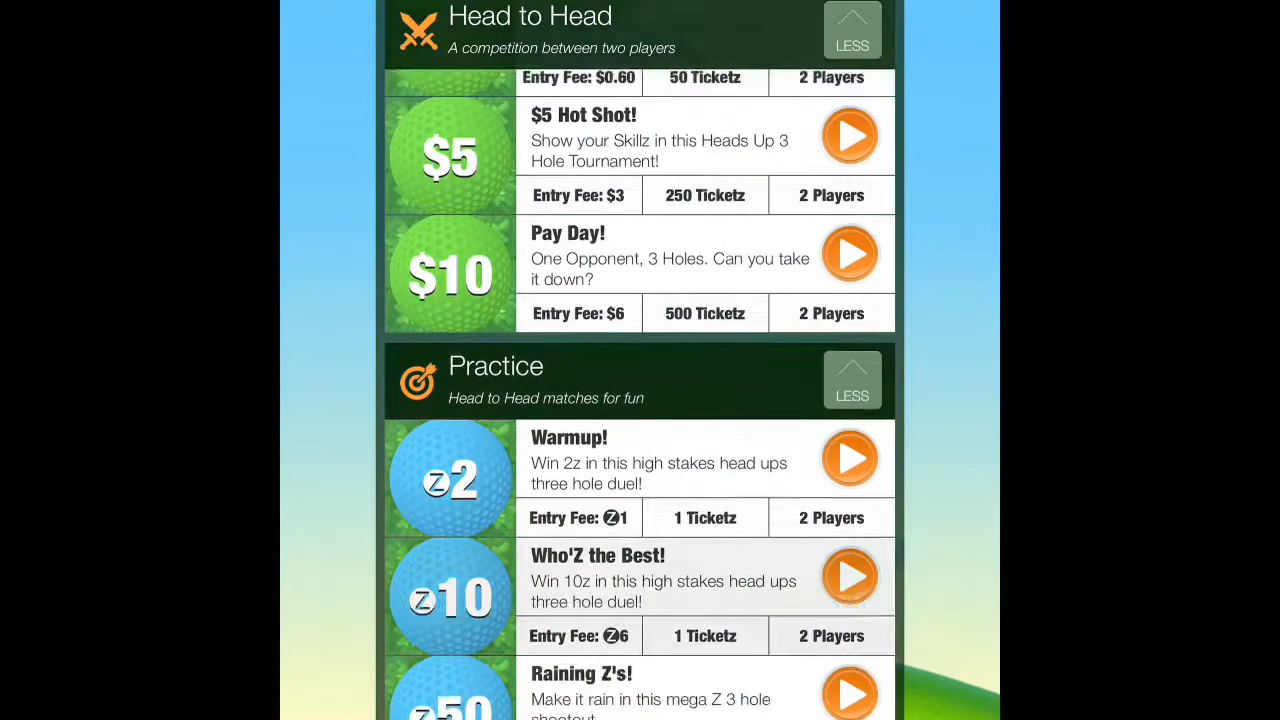 Head to Head
LESS
A competition between two players
Entry Fee: $0.60 50 Ticketz 2 Players
$5
$5 Hot Shot!
Show your Skillz in this Heads Up 3
Hole Tournament!
Entry Fee: $3 250 Ticketz 2 Players
$10
Pay Day!
One Opponent, 3 Holes. Can you take
it down?
Entry Fee: $6 500 Ticketz 2 Players
Practice
LESS
Head to Head matches for fun
Z2
Warmup!
Win 2z in this high stakes head ups
three hole duel!
Entry Fee: Z1 1 Ticketz 2 Players
Z10
Who'Z the Best!
Win 10z in this high stakes head ups
three hole duel!
Entry Fee: Z6 1 Ticketz 2 Players
Z50
Raining Z's!
Make it rain in this mega Z 3 hole
shootout